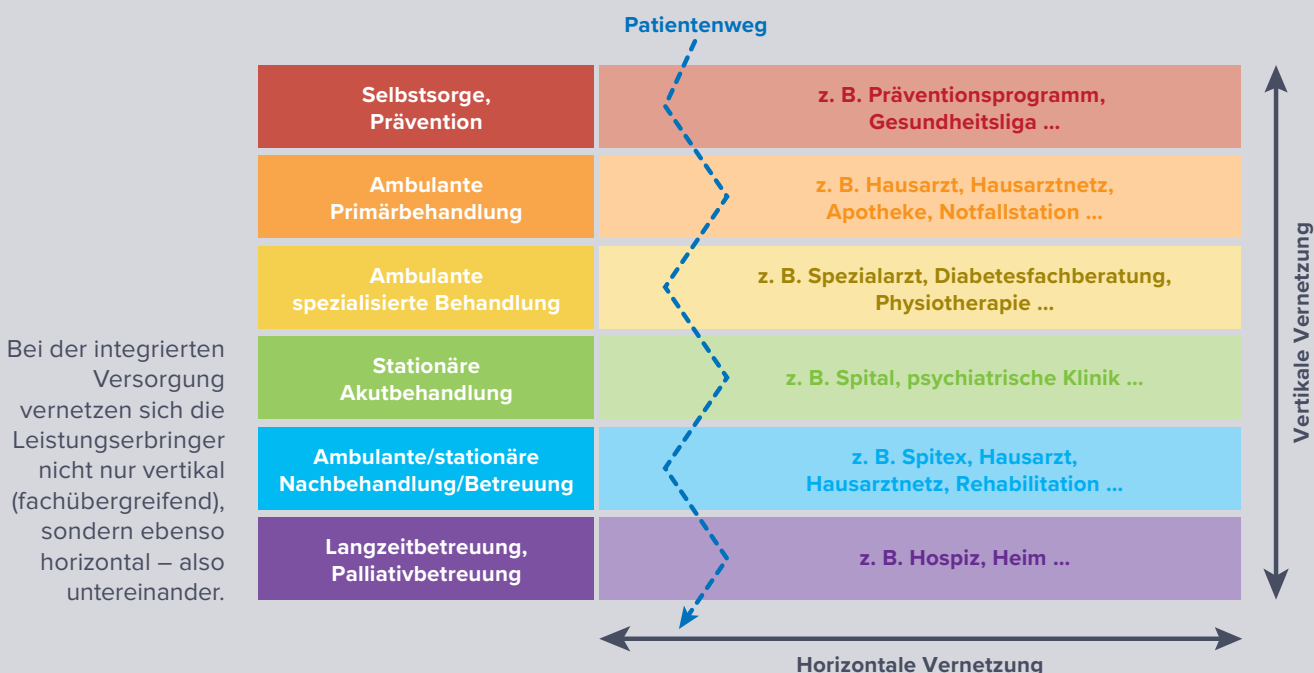 Patientenweg
Selbstsorge,
Prävention
z. B. Präventionsprogramm,
Gesundheitsliga ...
Ambulante
Primärbehandlung
z. B. Hausarzt, Hausarztnetz,
Apotheke, Notfallstation ...
Ambulante
spezialisierte Behandlung
z. B. Spezialarzt, Diabetesfachberatung,
Physiotherapie ...
Stationäre
Akutbehandlung
z. B. Spital, psychiatrische Klinik ...
Ambulante/stationäre
Nachbehandlung/Betreuung
z. B. Spitex, Hausarzt,
Hausarztnetz, Rehabilitation ...
Langzeitbetreuung,
Palliativbetreuung
z. B. Hospiz, Heim ...
Vertikale Vernetzung
Horizontale Vernetzung
Bei der integrierten
Versorgung
vernetzen sich die
Leistungserbringer
nicht nur vertikal
(fachübergreifend),
sondern ebenso
horizontal – also
untereinander.